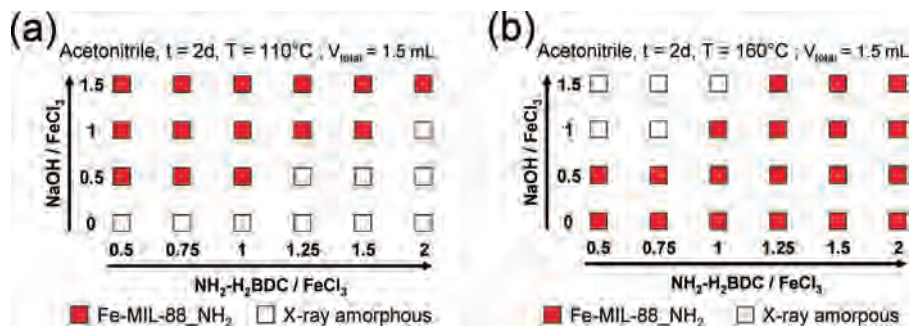 (a)
Acetonitrile, t = 2d, T = 110°C ; Vtotal = 1.5 mL
NaOH / FeCl3
1.5
1
0.5
0
0.5 0.75 1 1.25 1.5 2
NH2-H2BDC / FeCl3
Fe-MIL-88_NH2 X-ray amorphous
(b)
Acetonitrile, t = 2d, T = 160°C ; Vtotal = 1.5 mL
NaOH / FeCl3
1.5
1
0.5
0
0.5 0.75 1 1.25 1.5 2
NH2-H2BDC / FeCl3
Fe-MIL-88_NH2 X-ray amorpous